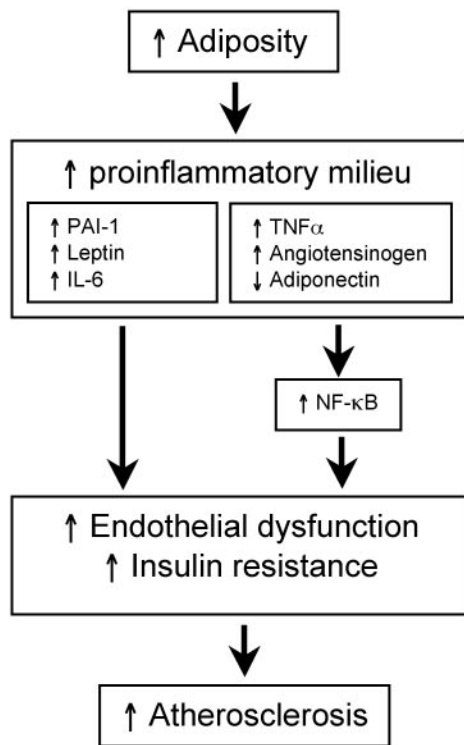 ↑ Adiposity
↑ proinflammatory milieu
↑ PAI-1
↑ Leptin
↑ IL-6
↑ TNFα
↑ Angiotensinogen
↓ Adiponectin
↑ NF-κB
↑ Endothelial dysfunction
↑ Insulin resistance
↑ Atherosclerosis